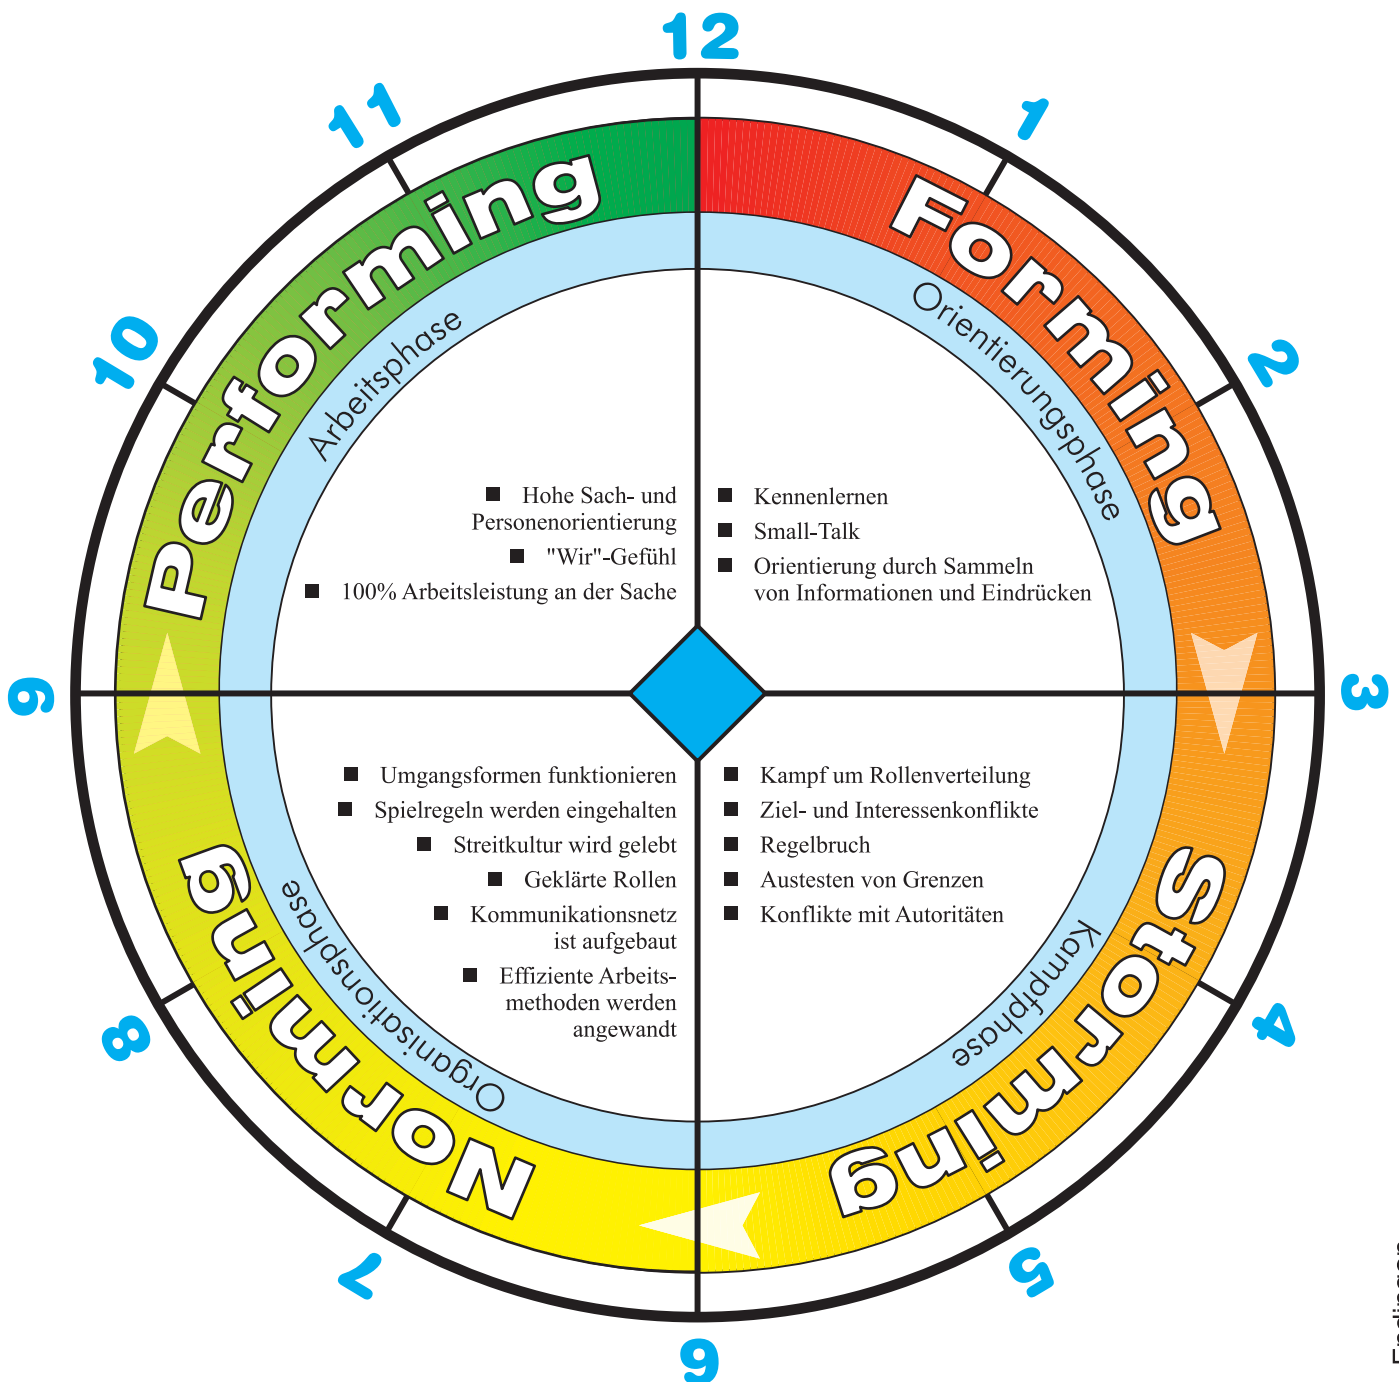 12
1
2
3
4
5
6
7
8
9
10
11
Forming
Orientierungsphase
Kennenlernen
Small-Talk
Orientierung durch Sammeln
von Informationen und Eindrücken
Storming
Kampfphase
Kampf um Rollenverteilung
Ziel- und Interessenkonflikte
Regelbruch
Austesten von Grenzen
Konflikte mit Autoritäten
Norming
Organisationsphase
Umgangsformen funktionieren
Spielregeln werden eingehalten
Streitkultur wird gelebt
Geklärte Rollen
Kommunikationsnetz
ist aufgebaut
Effiziente Arbeits-
methoden werden
angewandt
Performing
Arbeitsphase
Hohe Sach- und
Personenorientierung
"Wir"-Gefühl
100% Arbeitsleistung an der Sache